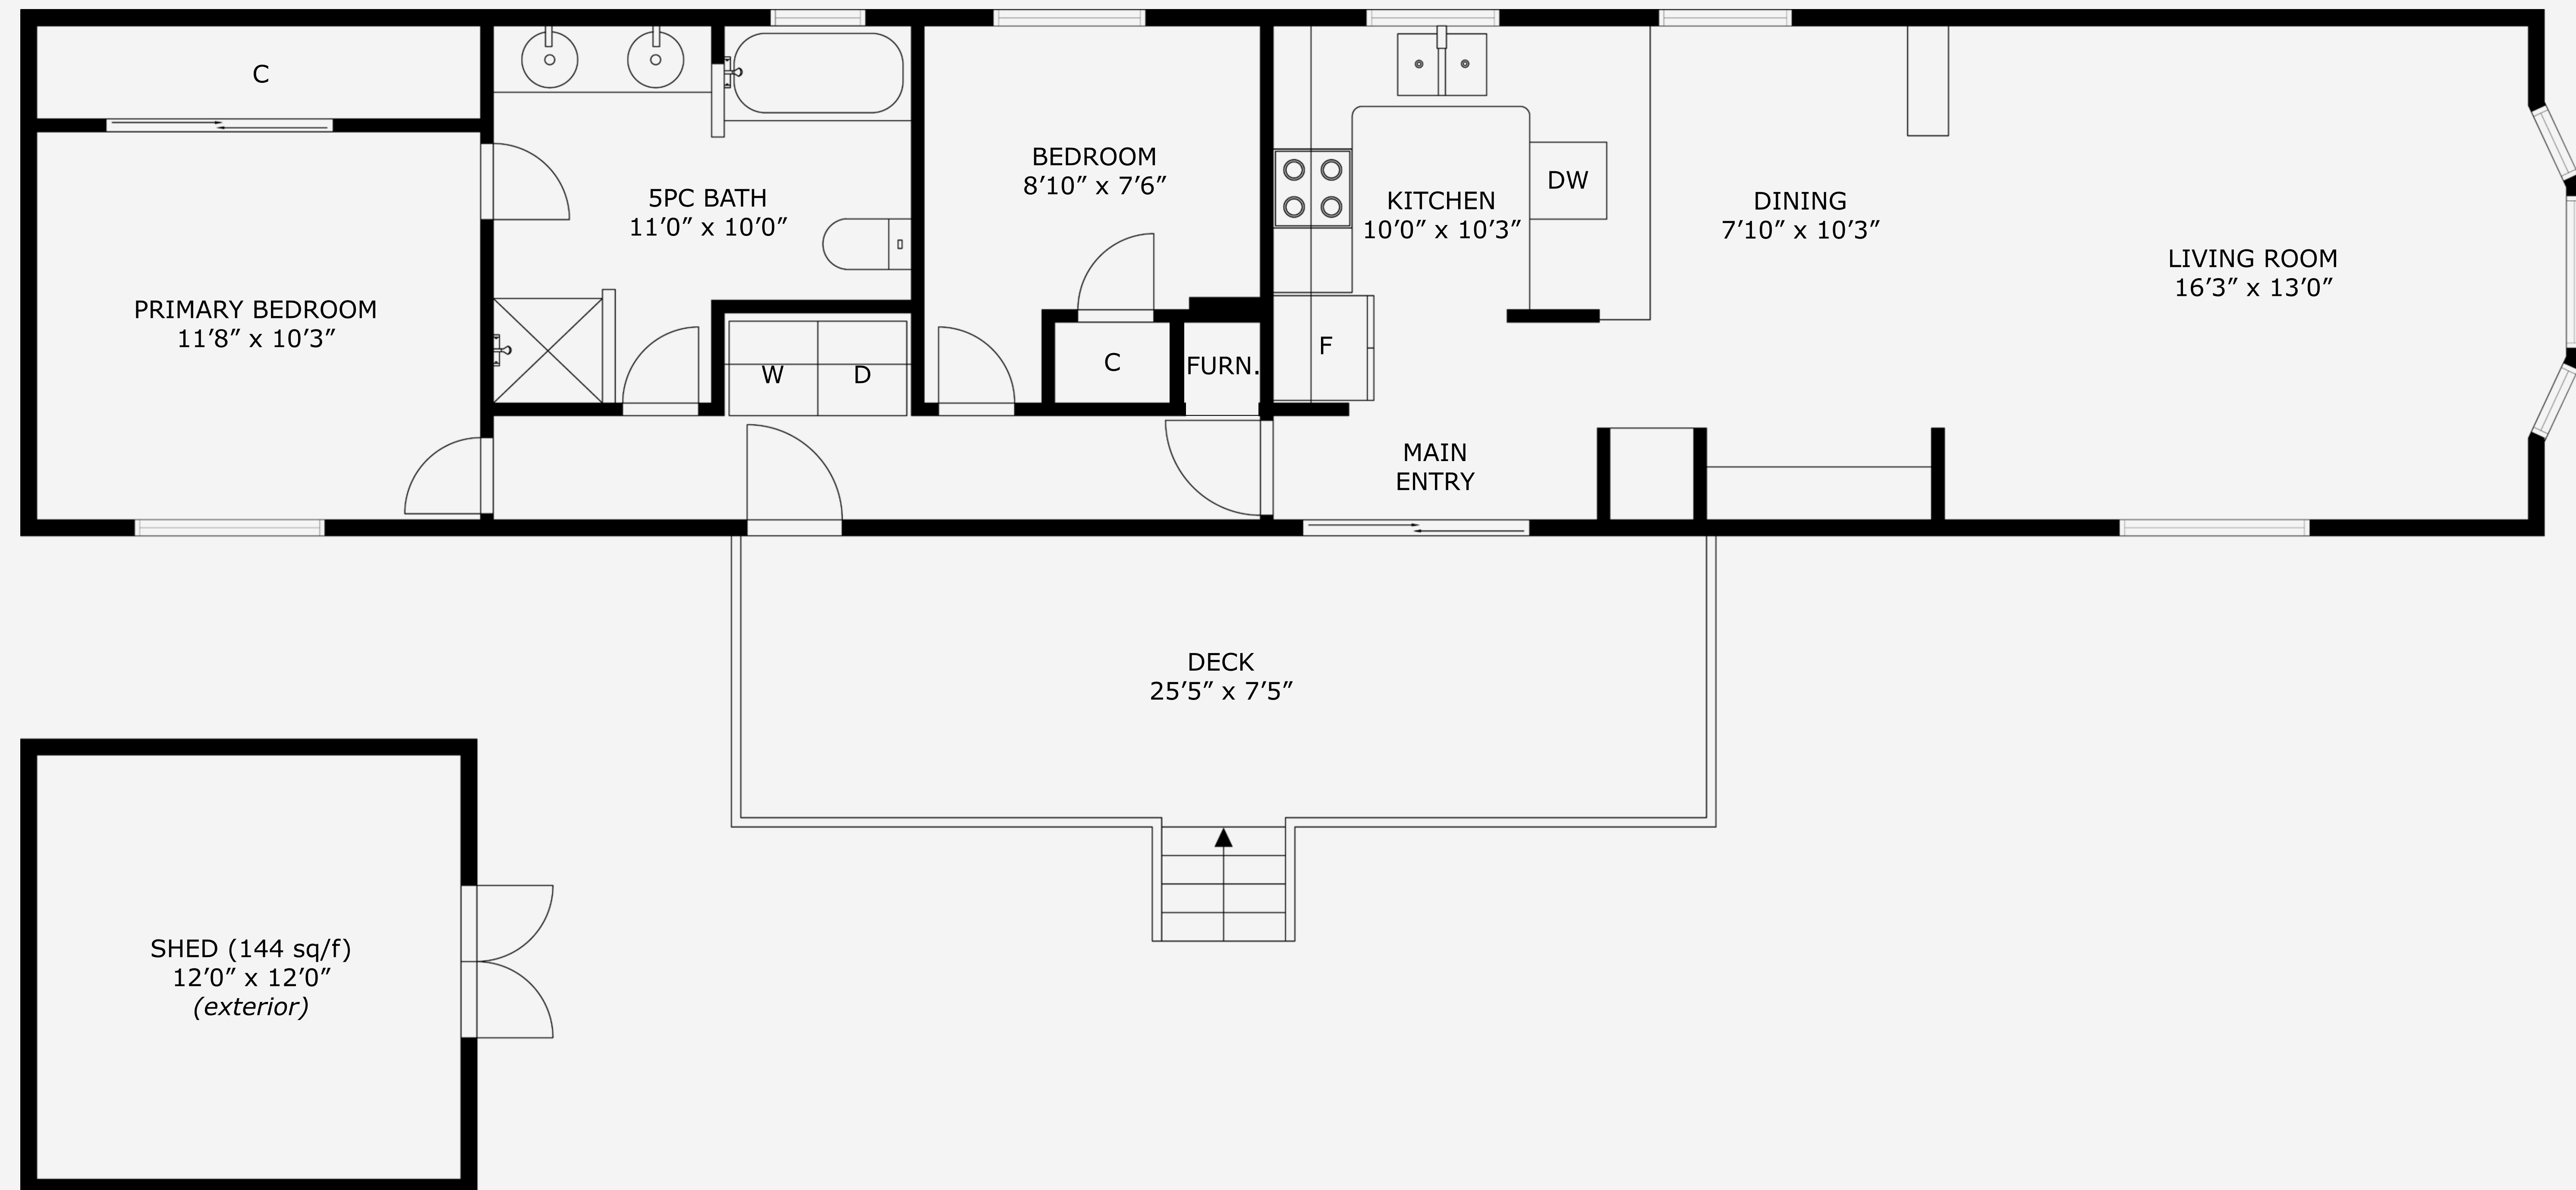 C
PRIMARY BEDROOM
11’8” x 10’3”
5PC BATH
11’0” x 10’0”
W
D
BEDROOM
8’10” x 7’6”
C
FURN.
KITCHEN
10’0” x 10’3”
DW
F
MAIN
ENTRY
DINING
7’10” x 10’3”
LIVING ROOM
16’3” x 13’0”
DECK
25’5” x 7’5”
SHED (144 sq/f)
12’0” x 12’0”
(exterior)